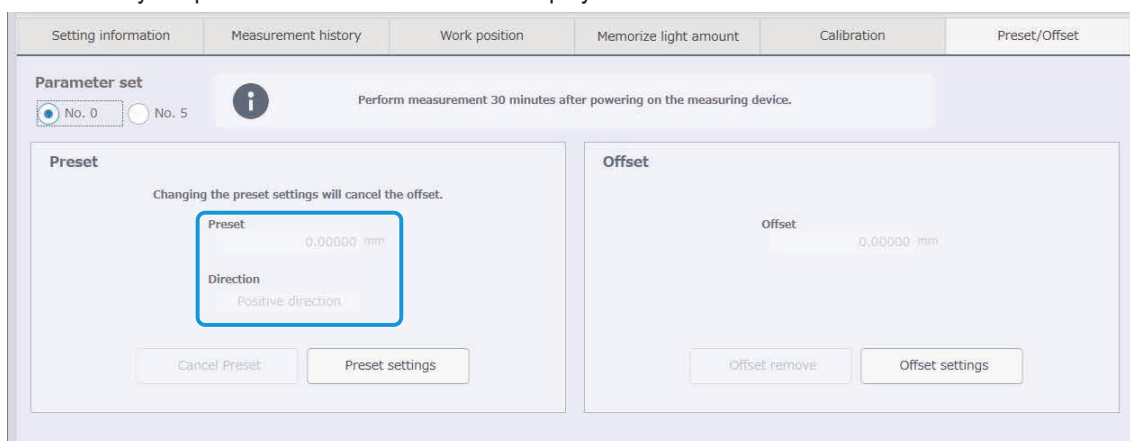 Setting information Measurement history Work position Memorize light amount Calibration Preset/Offset
Parameter set
No. 0 No. 5
Perform measurement 30 minutes after powering on the measuring device.
Preset
Changing the preset settings will cancel the offset.
Preset
0.00000 mm
Direction
Positive direction
Cancel Preset Preset settings
Offset
Offset
0.00000 mm
Offset remove Offset settings